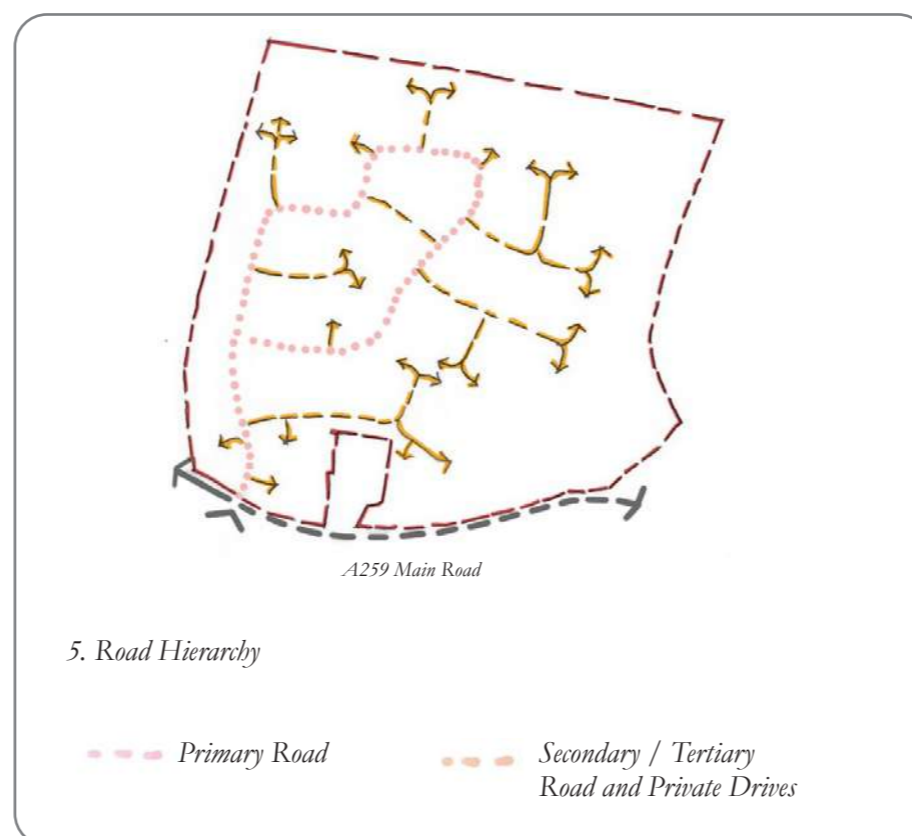 A259 Main Road
5. Road Hierarchy
Primary Road
Secondary / Tertiary
Road and Private Drives